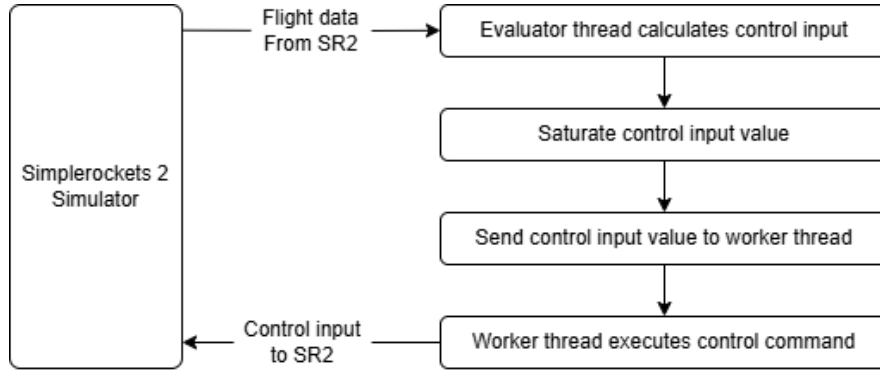 Flight data
From SR2
Evaluator thread calculates control input
Saturate control input value
Simplerockets 2
Simulator
Send control input value to worker thread
Control input
to SR2
Worker thread executes control command